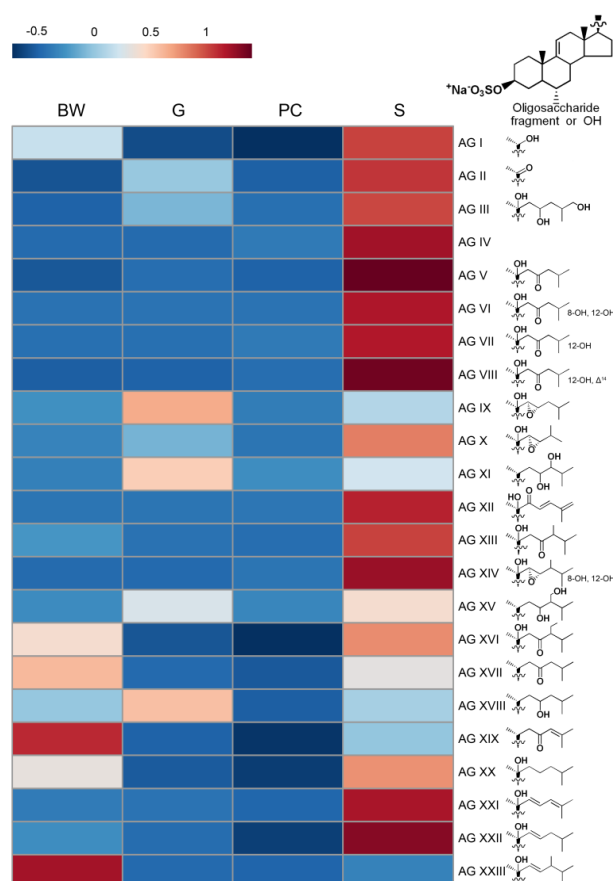 -0.5 0 1
H
+Na-O3SO
Oligosaccharide
fragment or OH
BW G PC S
AG I OH
AG II O
AG III OH OH OH
AG IV
AG V OH O
AG VI OH O 8-OH, 12-OH
AG VII OH O 12-OH
AG VIII OH O 12-OH, Δ14
AG IX OH O
AG X OH O
AG XI OH OH
AG XII HO O
AG XIII OH O
AG XIV OH O 8-OH, 12-OH
AG XV OH OH
AG XVI OH O
AG XVII OH O
AG XVIII OH OH
AG XIX OH O
AG XX OH
AG XXI OH
AG XXII OH
AG XXIII OH